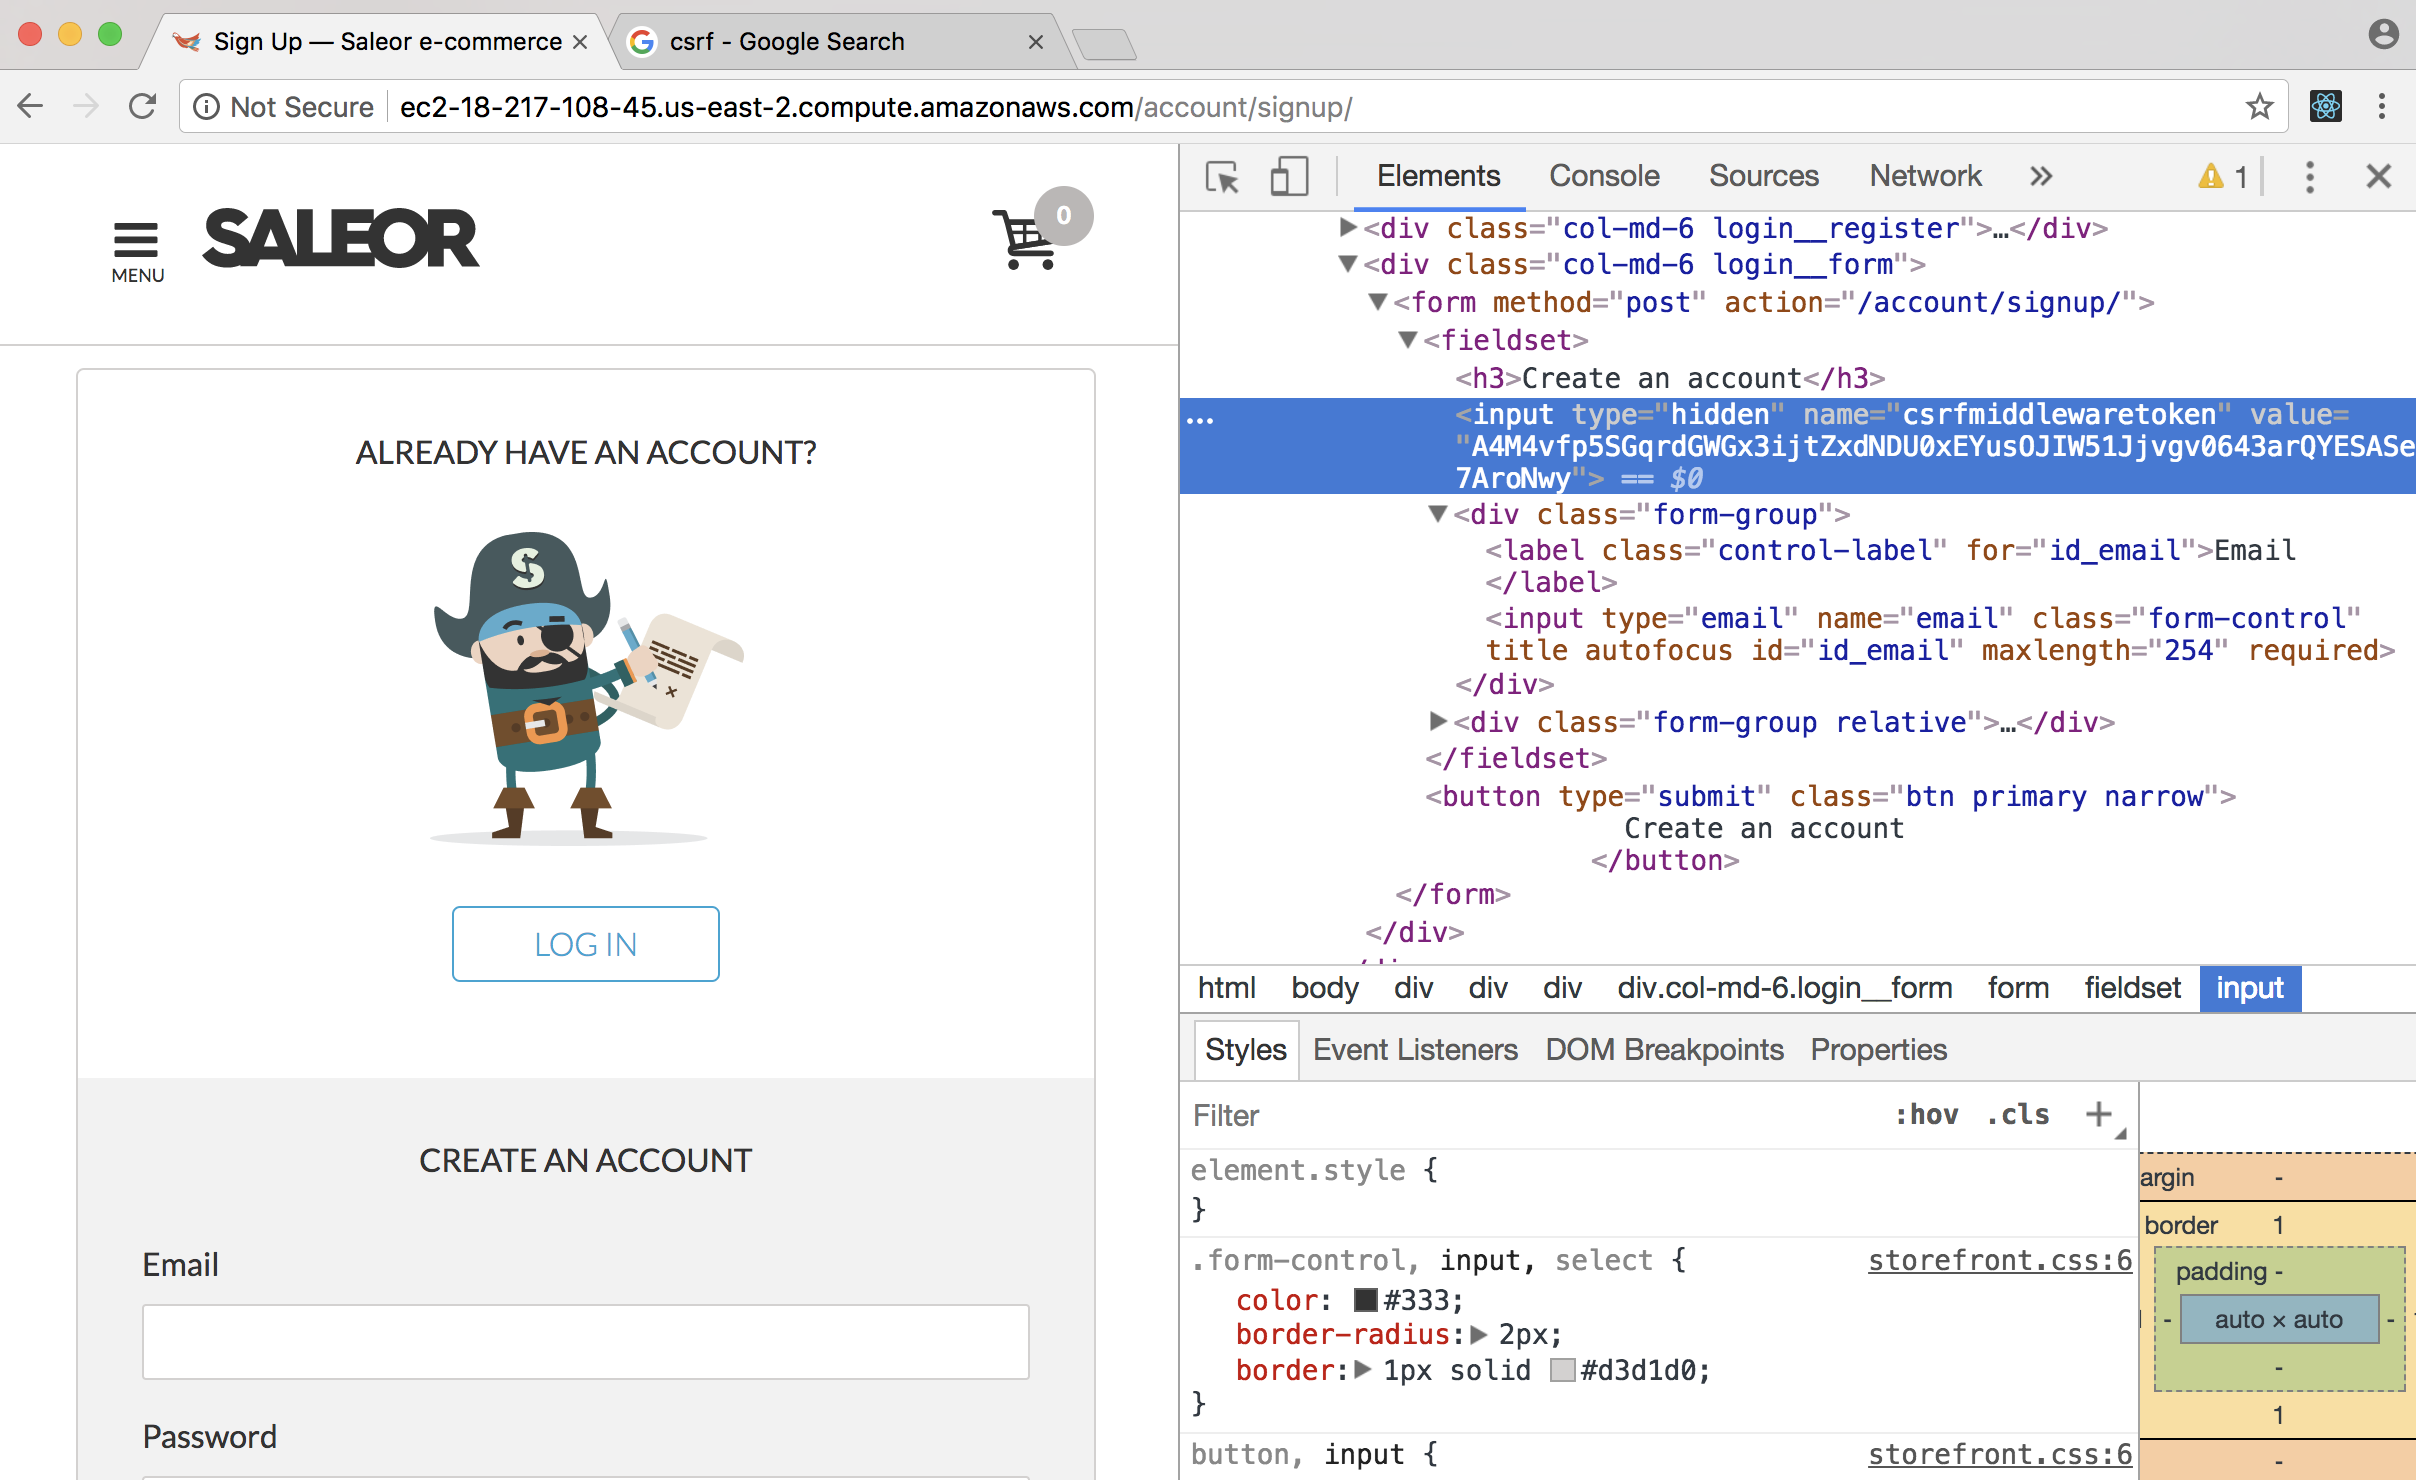 Sign Up — Saleor e-commerce
csrf - Google Search
Not Secure ec2-18-217-108-45.us-east-2.compute.amazonaws.com/account/signup/
MENU
SALEOR
0
ALREADY HAVE AN ACCOUNT?
$
LOG IN
CREATE AN ACCOUNT
Email
Password
Elements Console Sources Network » 1
<div class="col-md-6 login__register">…</div>
<div class="col-md-6 login__form">
<form method="post" action="/account/signup/">
<fieldset>
<h3>Create an account</h3>
… <input type="hidden" name="csrfmiddlewaretoken" value=
"A4M4vfp5SGqrdGWGx3ijtZxdNDU0xEYusOJIW51Jjvgv0643arQYESASe
7AroNwy"> == $0
<div class="form-group">
<label class="control-label" for="id_email">Email
</label>
<input type="email" name="email" class="form-control"
title autofocus id="id_email" maxlength="254" required>
</div>
<div class="form-group relative">…</div>
</fieldset>
<button type="submit" class="btn primary narrow">
Create an account
</button>
</form>
</div>
html body div div div div.col-md-6.login__form form fieldset input
Styles Event Listeners DOM Breakpoints Properties
Filter :hov .cls +
element.style {
}
.form-control, input, select { storefront.css:6
color: #333;
border-radius: 2px;
border: 1px solid #d3d1d0;
}
button, input { storefront.css:6
argin -
border 1
padding -
- auto × auto -
-
1
-